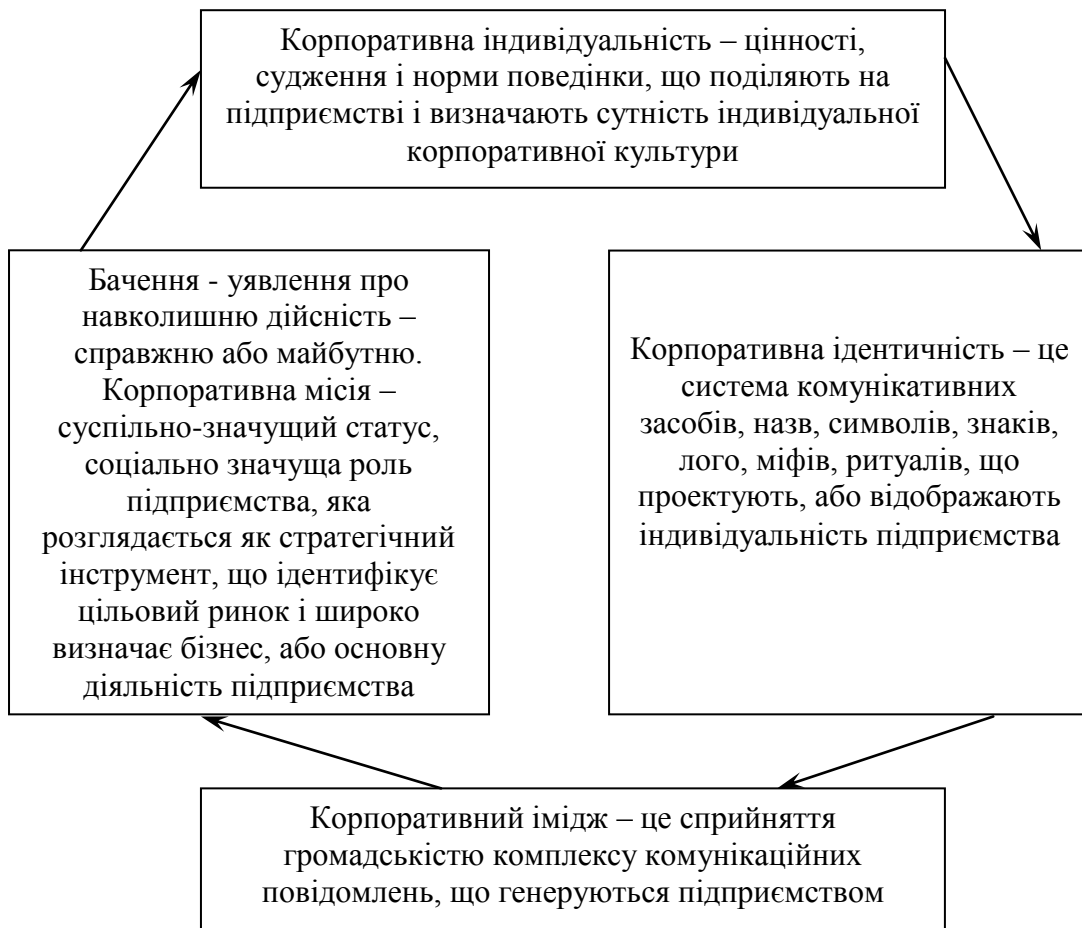 Корпоративна індивідуальність – цінності,
судження і норми поведінки, що поділяють на
підприємстві і визначають сутність індивідуальної
корпоративної культури
Бачення - уявлення про
навколишню дійсність –
справжню або майбутню.
Корпоративна місія –
суспільно-значущий статус,
соціально значуща роль
підприємства, яка
розглядається як стратегічний
інструмент, що ідентифікує
цільовий ринок і широко
визначає бізнес, або основну
діяльність підприємства
Корпоративна ідентичність – це
система комунікативних
засобів, назв, символів, знаків,
лого, міфів, ритуалів, що
проектують, або відображають
індивідуальність підприємства
Корпоративний імідж – це сприйняття
громадськістю комплексу комунікаційних
повідомлень, що генеруються підприємством